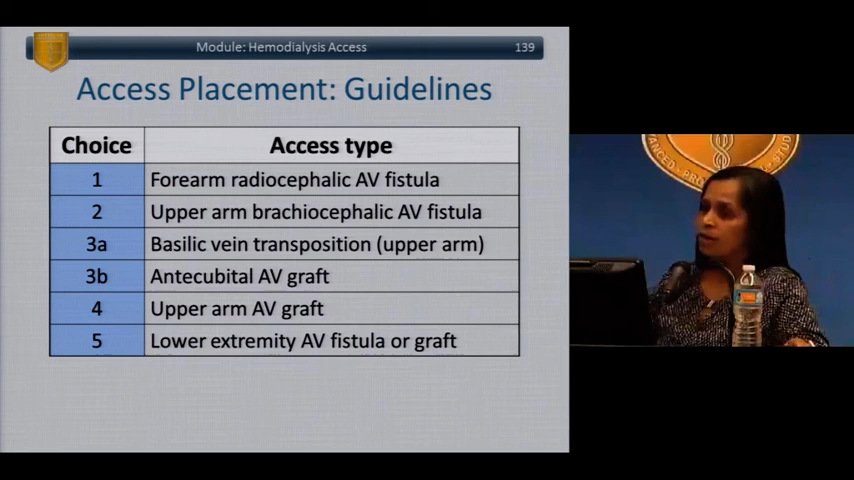 Module: Hemodialysis Access 139
Access Placement: Guidelines
Choice Access type
1 Forearm radiocephalic AV fistula
2 Upper arm brachiocephalic AV fistula
3a Basilic vein transposition (upper arm)
3b Antecubital AV graft
4 Upper arm AV graft
5 Lower extremity AV fistula or graft